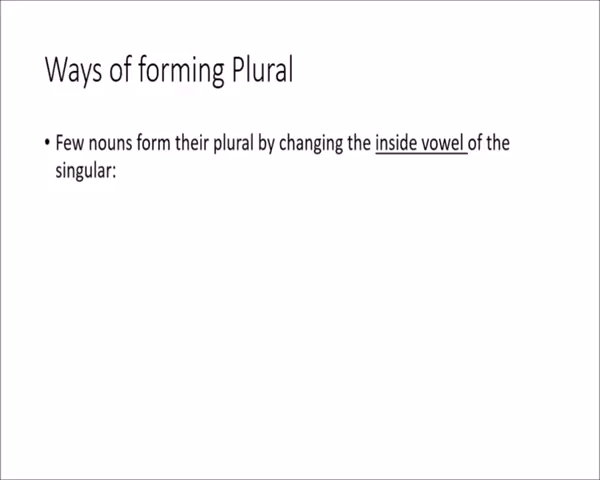 Ways of forming Plural
• Few nouns form their plural by changing the inside vowel of the
singular: